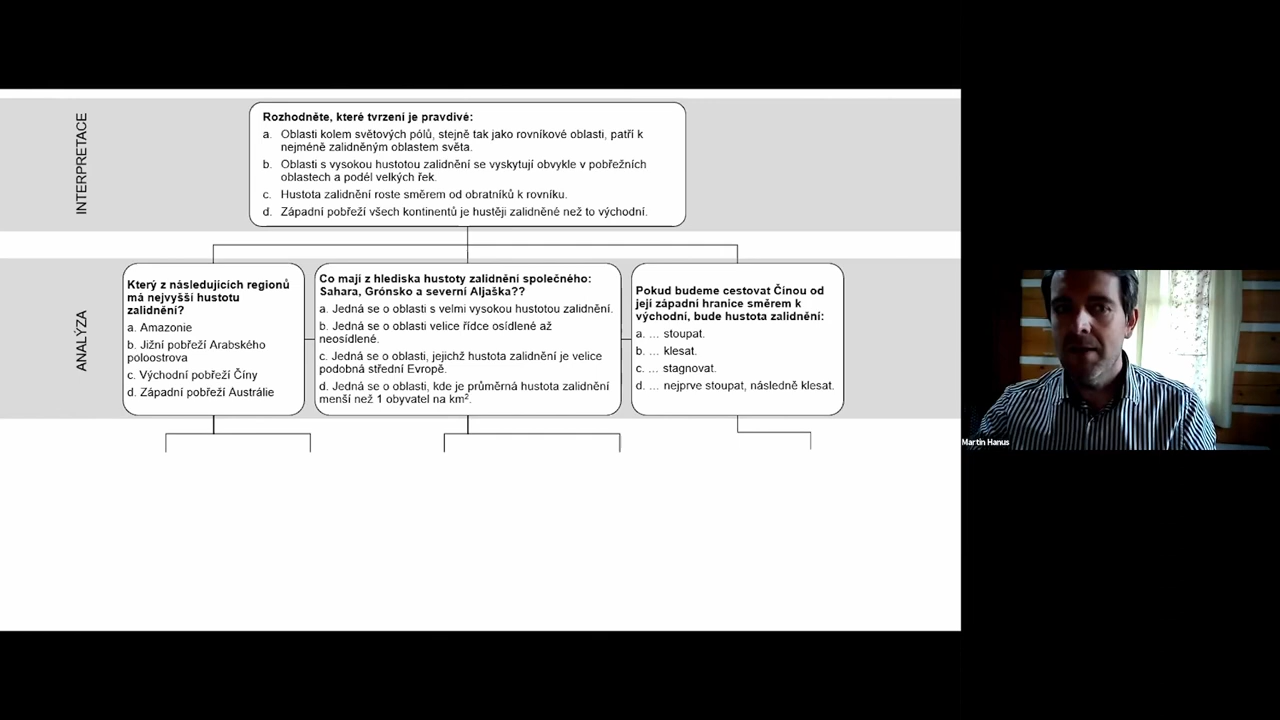 INTERPRETACE
Rozhodněte, které tvrzení je pravdivé:
a. Oblasti kolem světových pólů, stejně tak jako rovníkové oblasti, patří k
nejméně zalidněným oblastem světa.
b. Oblasti s vysokou hustotou zalidnění se vyskytují obvykle v pobřežních
oblastech a podél velkých řek.
c. Hustota zalidnění roste směrem od obratníků k rovníku.
d. Západní pobřeží všech kontinentů je hustěji zalidněné než to východní.
ANALÝZA
Který z následujících regionů
má nejvyšší hustotu
zalidnění?
a. Amazonie
b. Jižní pobřeží Arabského
poloostrova
c. Východní pobřeží Číny
d. Západní pobřeží Austrálie
Co mají z hlediska hustoty zalidnění společného:
Sahara, Grónsko a severní Aljaška??
a. Jedná se o oblasti s velmi vysokou hustotou zalidnění.
b. Jedná se o oblasti velice řídce osídlené až
neosídlené.
c. Jedná se o oblasti, jejichž hustota zalidnění je velice
podobná střední Evropě.
d. Jedná se o oblasti, kde je průměrná hustota zalidnění
menší než 1 obyvatel na km².
Pokud budeme cestovat Čínou od
její západní hranice směrem k
východní, bude hustota zalidnění:
a. ... stoupat.
b. ... klesat.
c. ... stagnovat.
d. ... nejprve stoupat, následně klesat.
Martin Hanus